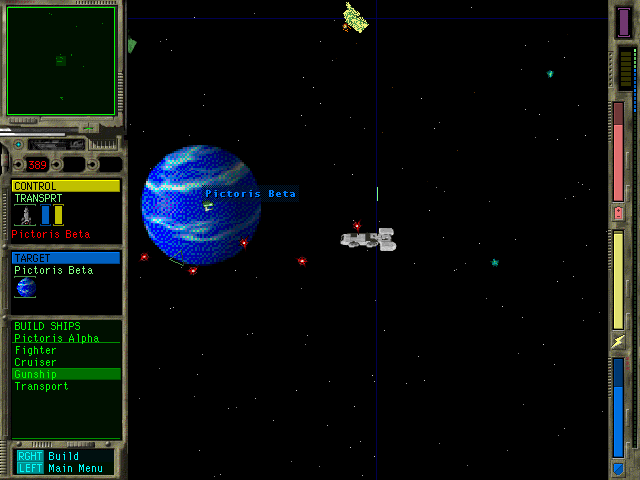 389
CONTROL
TRANSPRT
Pictoris Beta
TARGET
Pictoris Beta
BUILD SHIPS
Pictoris Alpha
Fighter
Cruiser
Gunship
Transport
RGHT Build
LEFT Main Menu
Pictoris Beta